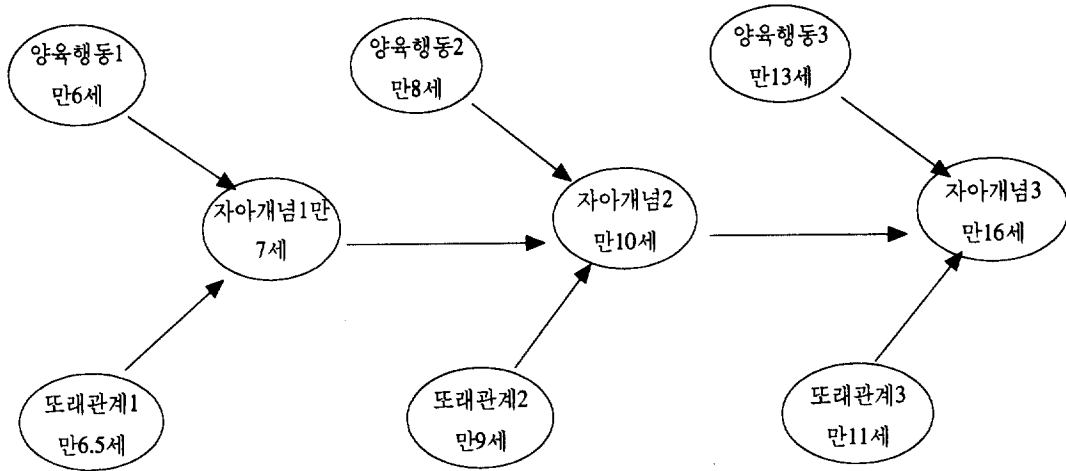 양육행동1
만6세
양육행동2
만8세
양육행동3
만13세
자아개념1만
7세
자아개념2
만10세
자아개념3
만16세
또래관계1
만6.5세
또래관계2
만9세
또래관계3
만11세